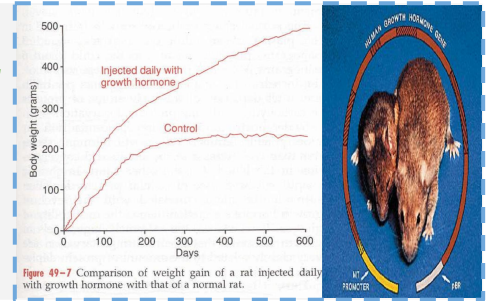 500
400
300
200
100
0
Body weight (grams)
Injected daily with
growth hormone
Control
0 100 200 300 400 500 600
Days
Figure 49–7 Comparison of weight gain of a rat injected daily
with growth hormone with that of a normal rat.
HUMAN GROWTH HORMONE GENE
MT
PROMOTER
pBR